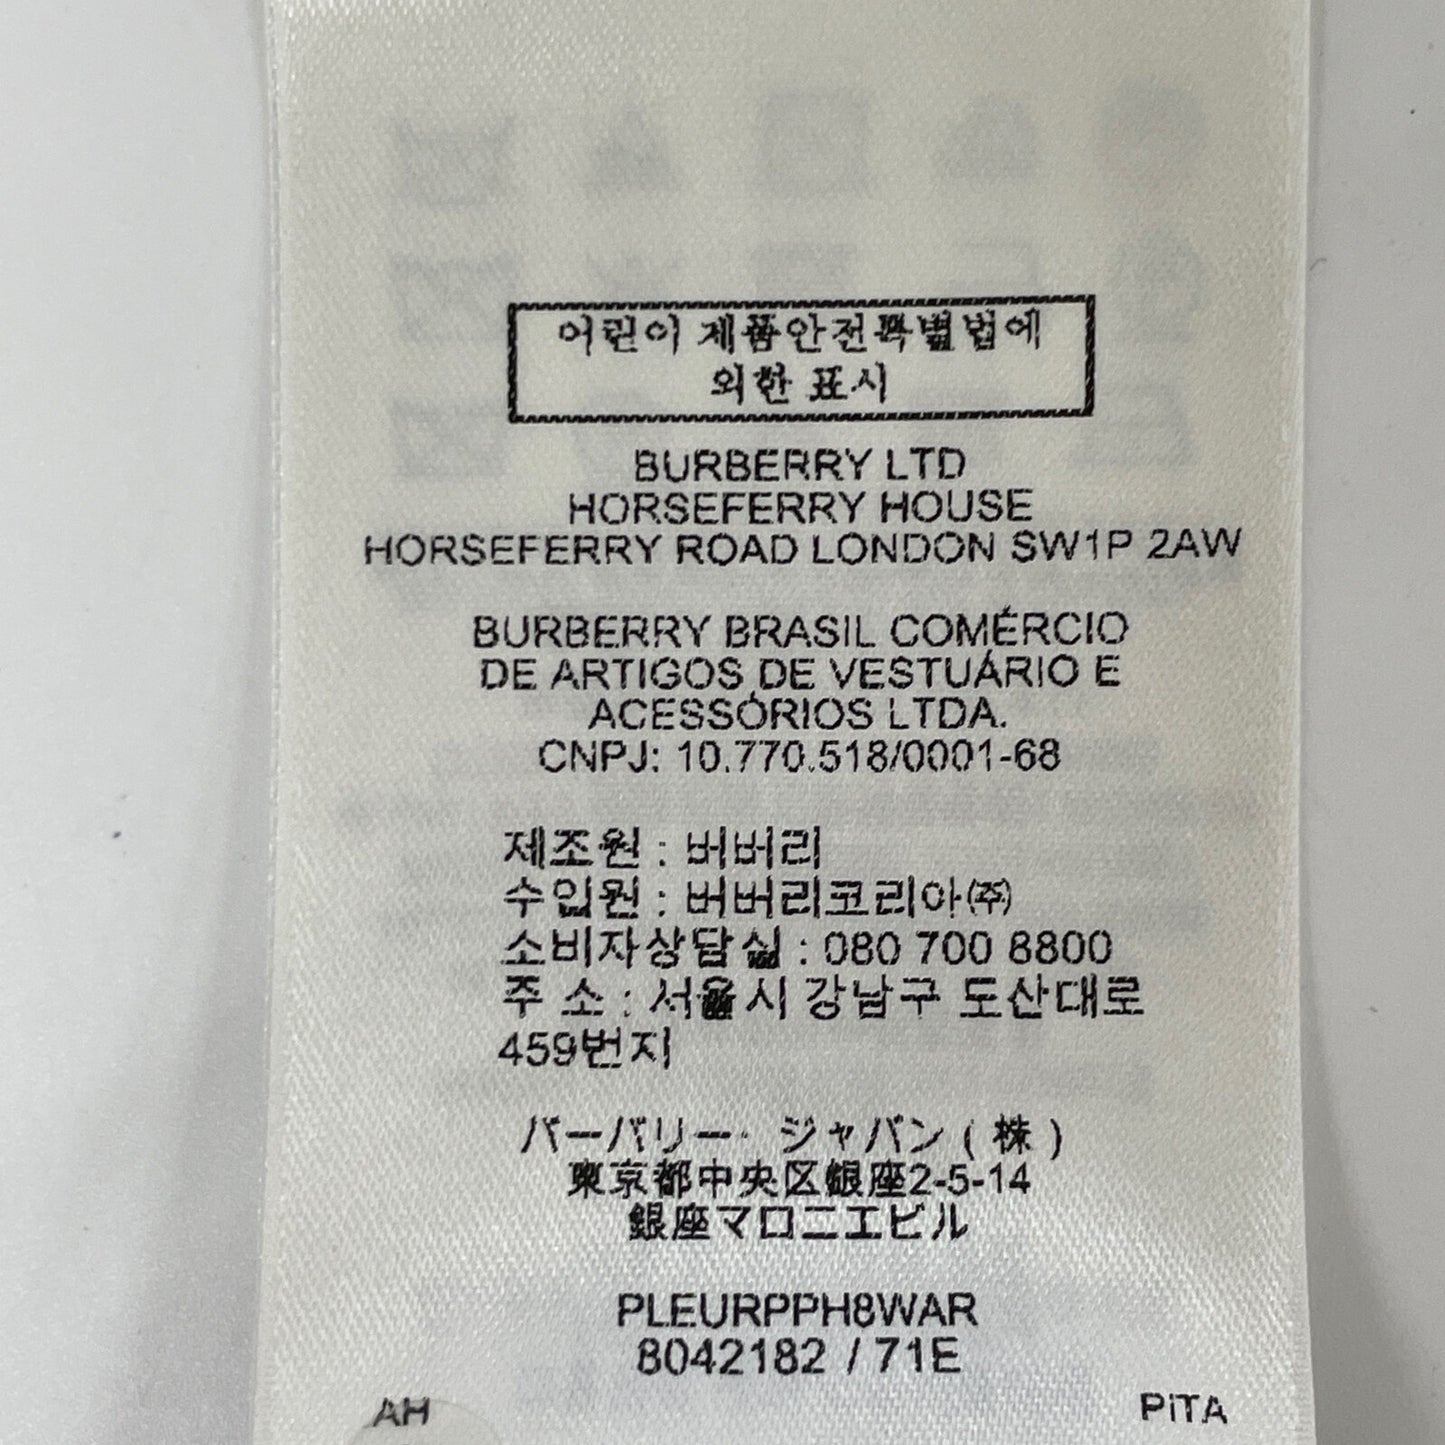 어린이 제품안전특별법에
의한 표시
BURBERRY LTD
HORSEFERRY HOUSE
HORSEFERRY ROAD LONDON SW1P 2AW
BURBERRY BRASIL COMÉRCIO
DE ARTIGOS DE VESTUÁRIO E
ACESSÓRIOS LTDA.
CNPJ: 10.770.518/0001-68
제조원 : 버버리
수입원 : 버버리코리아㈜
소비자상담실 : 080 700 8800
주 소 : 서울시 강남구 도산대로
459번지
バーバリー・ジャパン ( 株 )
東京都中央区銀座2-5-14
銀座マロニエビル
PLEURPPH8WAR
8042182 / 71E
AH PiTA